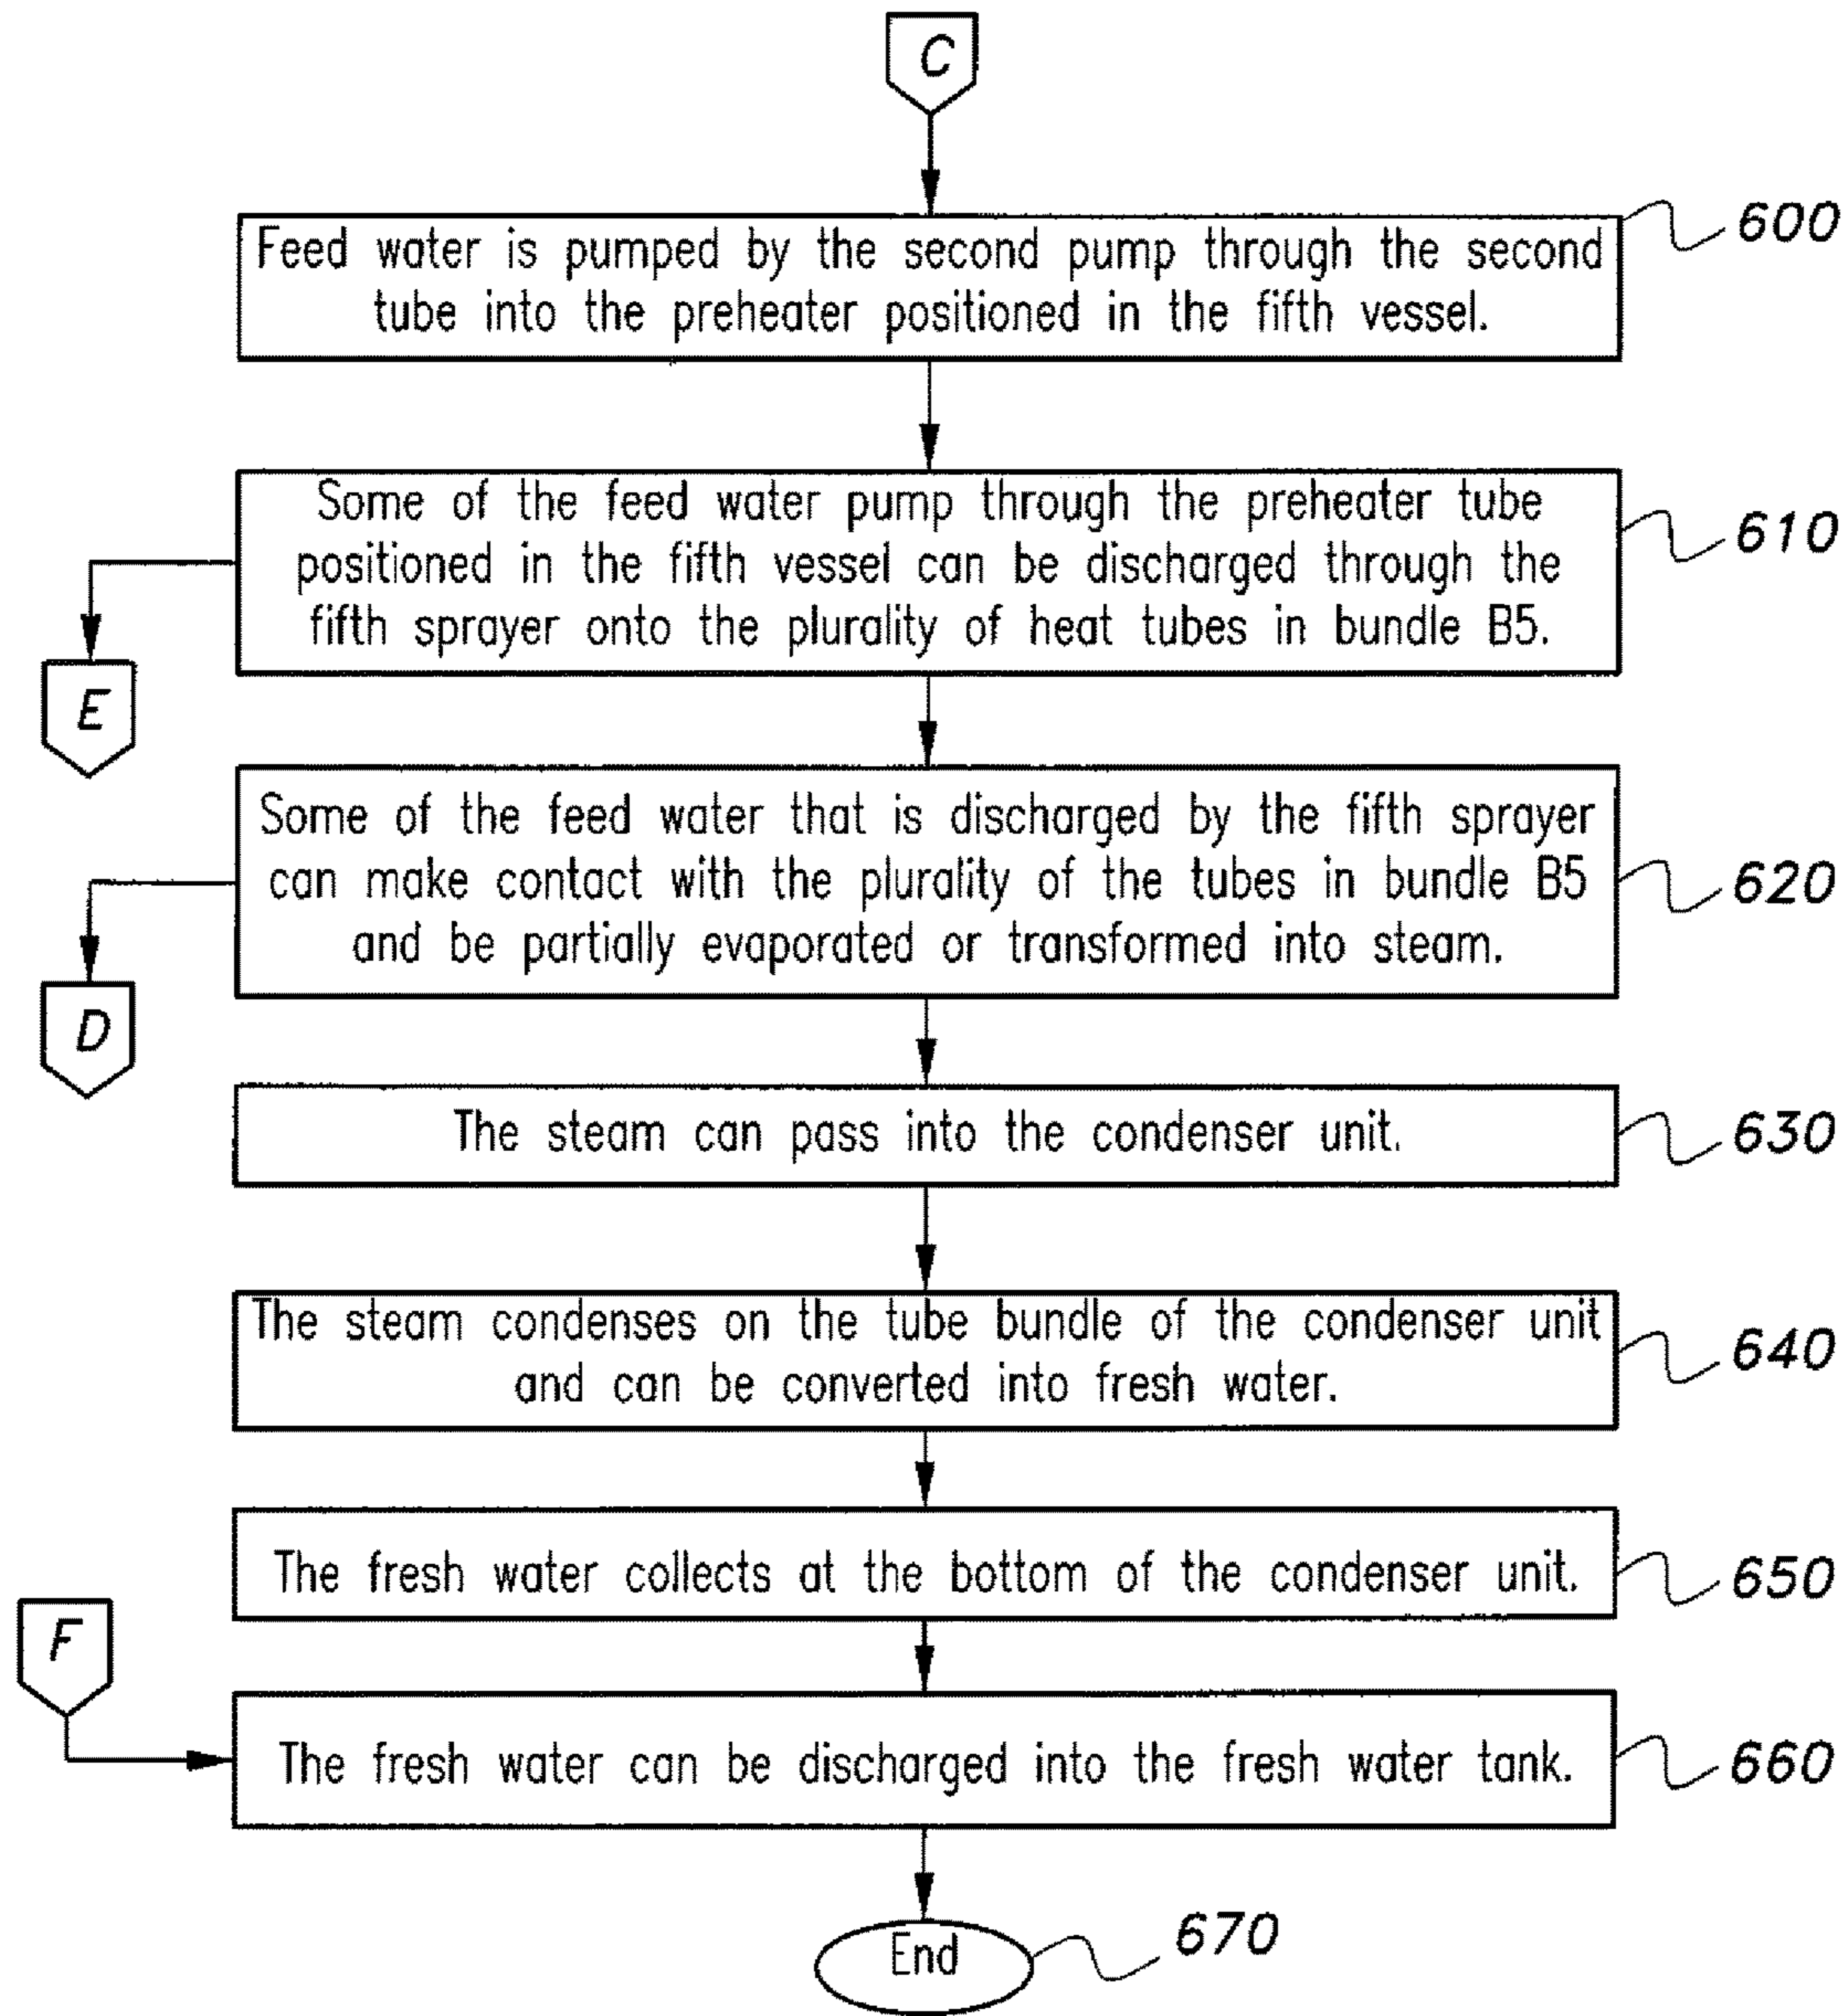 C
600
Feed water is pumped by the second pump through the second
tube into the preheater positioned in the fifth vessel.
610
Some of the feed water pump through the preheater tube
positioned in the fifth vessel can be discharged through the
fifth sprayer onto the plurality of heat tubes in bundle B5.
E
620
Some of the feed water that is discharged by the fifth sprayer
can make contact with the plurality of the tubes in bundle B5
and be partially evaporated or transformed into steam.
D
630
The steam can pass into the condenser unit.
640
The steam condenses on the tube bundle of the condenser unit
and can be converted into fresh water.
650
The fresh water collects at the bottom of the condenser unit.
F
660
The fresh water can be discharged into the fresh water tank.
670
End